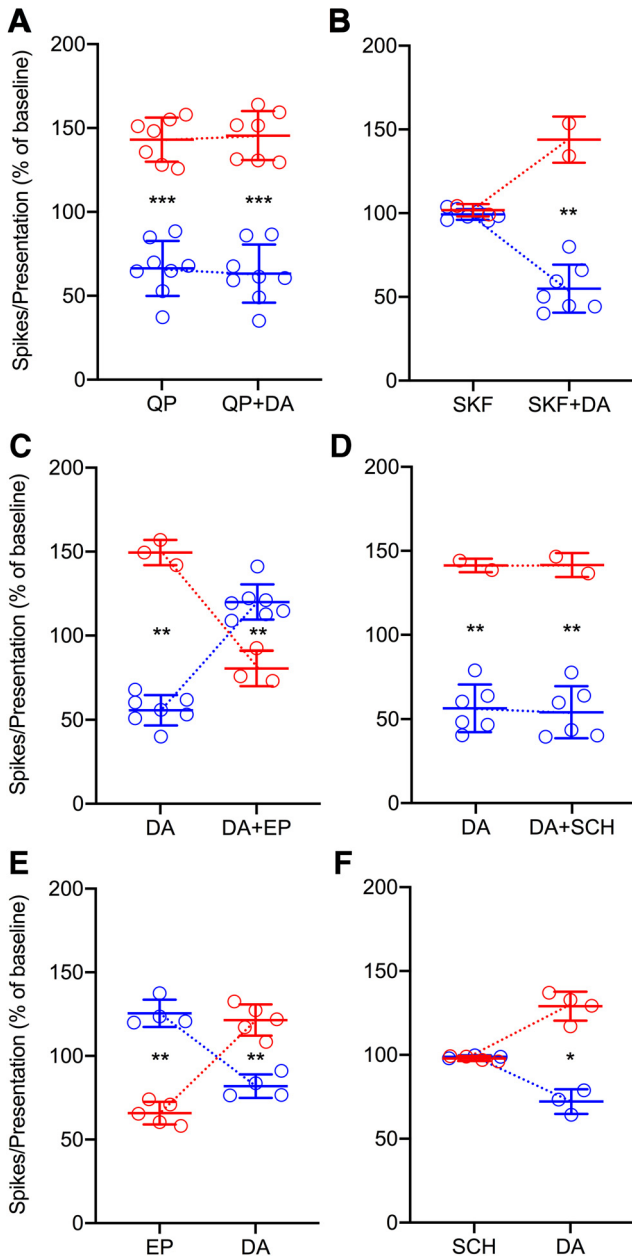 A
Spikes/Presentation (% of baseline)
200
150
100
50
0
***
***
QP
QP+DA
B
200
150
100
50
0
**
SKF
SKF+DA
C
Spikes/Presentation (% of baseline)
200
150
100
50
0
**
**
DA
DA+EP
D
200
150
100
50
0
**
**
DA
DA+SCH
E
Spikes/Presentation (% of baseline)
200
150
100
50
0
**
**
EP
DA
F
200
150
100
50
0
*
SCH
DA